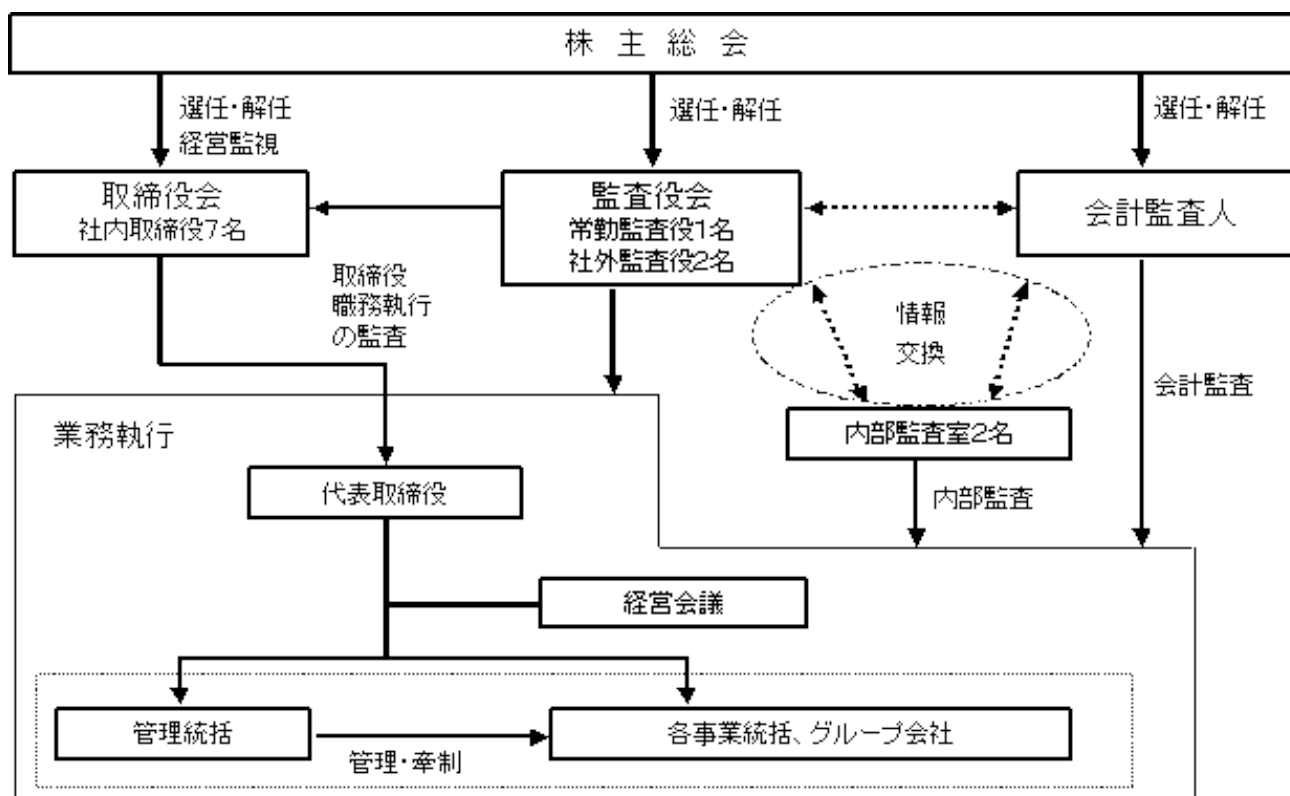 株主総会
選任・解任
経営監視
選任・解任
選任・解任
取締役会
社内取締役7名
監査役会
常勤監査役1名
社外監査役2名
会計監査人
取締役
職務執行
の監査
情報
交換
会計監査
業務執行
内部監査室2名
代表取締役
内部監査
経営会議
管理統括
各事業統括、グループ会社
管理・牽制